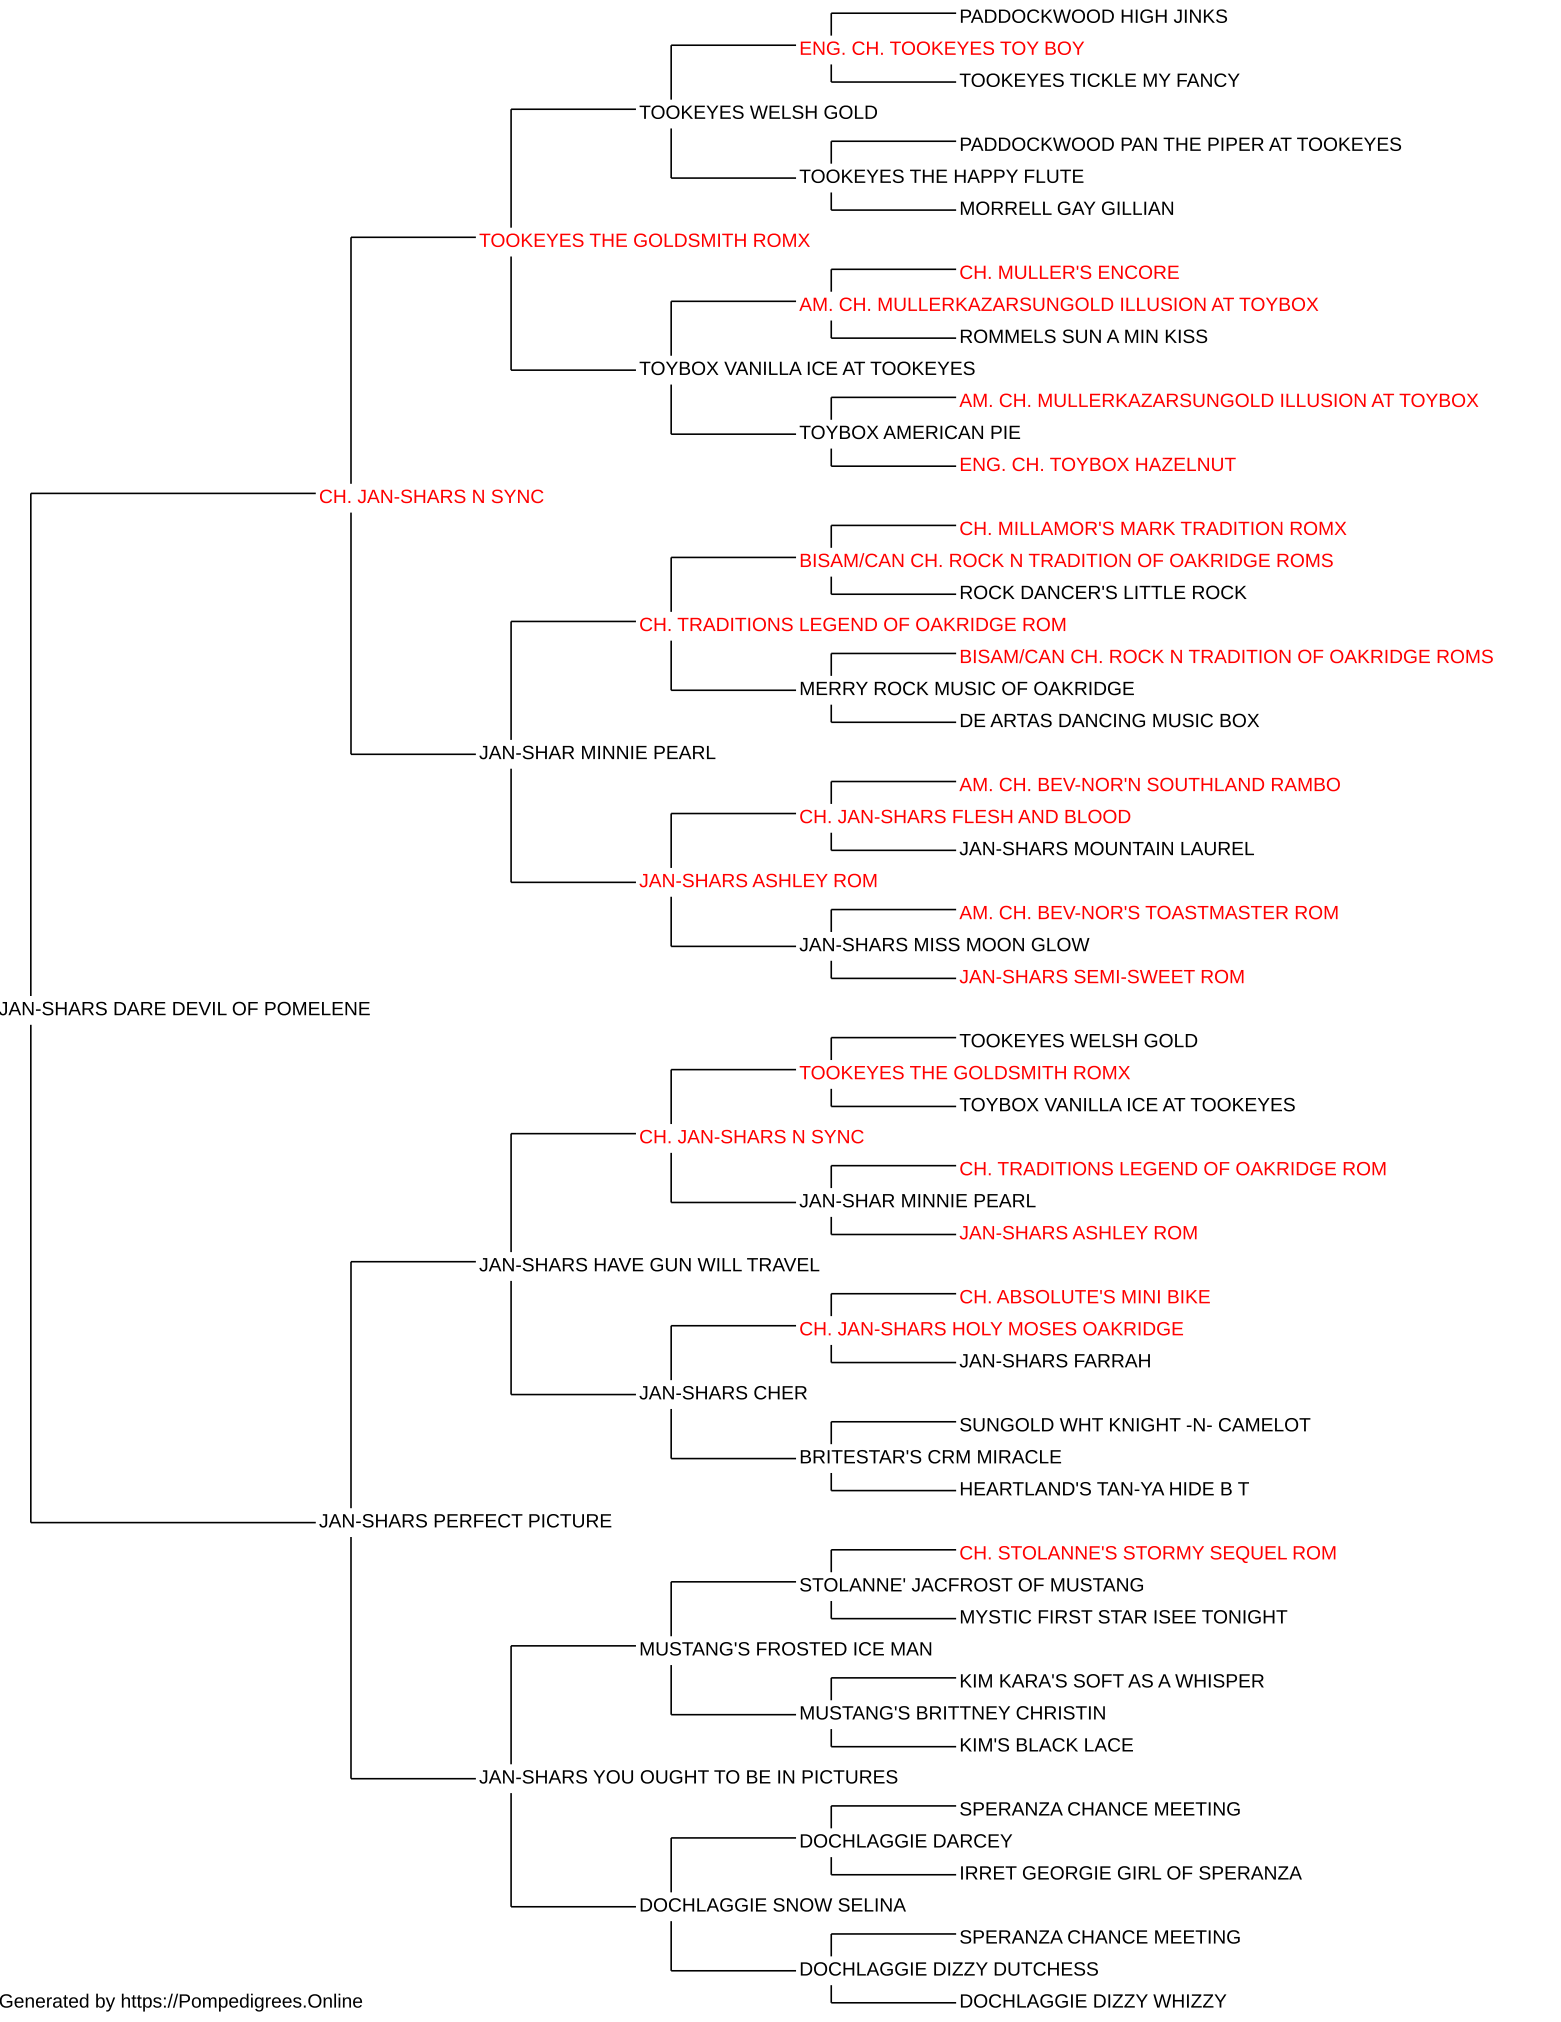 PADDOCKWOOD HIGH JINKS
ENG. CH. TOOKEYES TOY BOY
TOOKEYES TICKLE MY FANCY
TOOKEYES WELSH GOLD
PADDOCKWOOD PAN THE PIPER AT TOOKEYES
TOOKEYES THE HAPPY FLUTE
MORRELL GAY GILLIAN
TOOKEYES THE GOLDSMITH ROMX
CH. MULLER'S ENCORE
AM. CH. MULLERKAZARSUNGOLD ILLUSION AT TOYBOX
ROMMELS SUN A MIN KISS
TOYBOX VANILLA ICE AT TOOKEYES
AM. CH. MULLERKAZARSUNGOLD ILLUSION AT TOYBOX
TOYBOX AMERICAN PIE
ENG. CH. TOYBOX HAZELNUT
CH. JAN-SHARS N SYNC
CH. MILLAMOR'S MARK TRADITION ROMX
BISAM/CAN CH. ROCK N TRADITION OF OAKRIDGE ROMS
ROCK DANCER'S LITTLE ROCK
CH. TRADITIONS LEGEND OF OAKRIDGE ROM
BISAM/CAN CH. ROCK N TRADITION OF OAKRIDGE ROMS
MERRY ROCK MUSIC OF OAKRIDGE
DE ARTAS DANCING MUSIC BOX
JAN-SHAR MINNIE PEARL
AM. CH. BEV-NOR'N SOUTHLAND RAMBO
CH. JAN-SHARS FLESH AND BLOOD
JAN-SHARS MOUNTAIN LAUREL
JAN-SHARS ASHLEY ROM
AM. CH. BEV-NOR'S TOASTMASTER ROM
JAN-SHARS MISS MOON GLOW
JAN-SHARS SEMI-SWEET ROM
JAN-SHARS DARE DEVIL OF POMELENE
TOOKEYES WELSH GOLD
TOOKEYES THE GOLDSMITH ROMX
TOYBOX VANILLA ICE AT TOOKEYES
CH. JAN-SHARS N SYNC
CH. TRADITIONS LEGEND OF OAKRIDGE ROM
JAN-SHAR MINNIE PEARL
JAN-SHARS ASHLEY ROM
JAN-SHARS HAVE GUN WILL TRAVEL
CH. ABSOLUTE'S MINI BIKE
CH. JAN-SHARS HOLY MOSES OAKRIDGE
JAN-SHARS FARRAH
JAN-SHARS CHER
SUNGOLD WHT KNIGHT -N- CAMELOT
BRITESTAR'S CRM MIRACLE
HEARTLAND'S TAN-YA HIDE B T
JAN-SHARS PERFECT PICTURE
CH. STOLANNE'S STORMY SEQUEL ROM
STOLANNE' JACFROST OF MUSTANG
MYSTIC FIRST STAR ISEE TONIGHT
MUSTANG'S FROSTED ICE MAN
KIM KARA'S SOFT AS A WHISPER
MUSTANG'S BRITTNEY CHRISTIN
KIM'S BLACK LACE
JAN-SHARS YOU OUGHT TO BE IN PICTURES
SPERANZA CHANCE MEETING
DOCHLAGGIE DARCEY
IRRET GEORGIE GIRL OF SPERANZA
DOCHLAGGIE SNOW SELINA
SPERANZA CHANCE MEETING
DOCHLAGGIE DIZZY DUTCHESS
DOCHLAGGIE DIZZY WHIZZY
Generated by https://Pompedigrees.Online